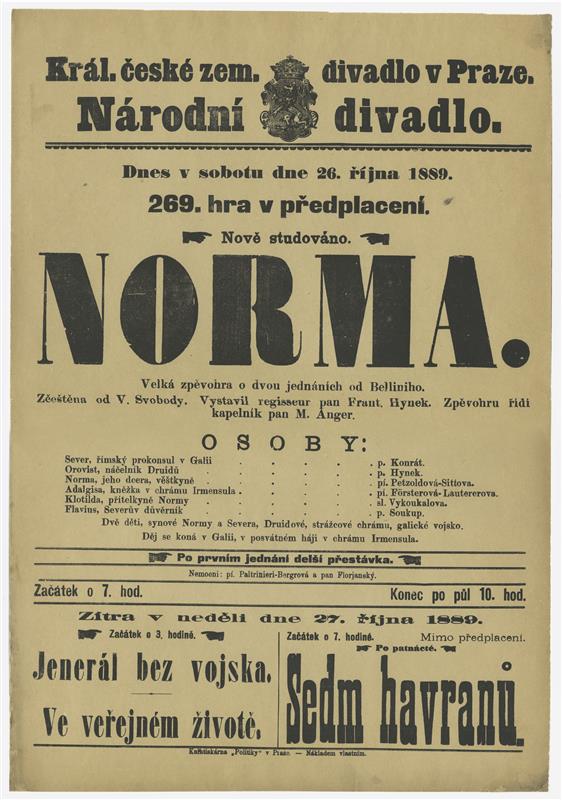 Král. české zem. divadlo v Praze.
Národní divadlo.
Dnes v sobotu dne 26. října 1889.
269. hra v předplacení.
Nově studováno.
NORMA.
Velká zpěvohra o dvou jednáních od Belliniho.
Zčeštěna od V. Svobody. Vystavil regisseur pan Frant. Hynek. Zpěvohru řídí
kapelník pan M. Anger.
OSOBY:
Sever, římský prokonsul v Galii . . . . . p. Konrát.
Orovist, náčelník Druidů . . . . . p. Hynek.
Norma, jeho dcera, věštkyně . . . . . pí. Petzoldová-Sittova.
Adalgisa, kněžka v chrámu Irmensula . . . . . pí. Försterová-Lautererova.
Klotilda, přítelkyně Normy . . . . . sl. Vykoukalova.
Flavius, Severův důvěrník . . . . . p. Soukup.
Dvě děti, synové Normy a Severa, Druidové, strážcové chrámu, galické vojsko.
Děj se koná v Galii, v posvátném háji v chrámu Irmensula.
Po prvním jednání delší přestávka.
Nemocni: pí. Paltrinieri-Bergrová a pan Florjanský.
Začátek o 7. hod. Konec po půl 10. hod.
Zítra v neděli dne 27. října 1889.
Začátek o 3. hodině.
Jenerál bez vojska.
Ve veřejném životě.
Začátek o 7. hodině. Mimo předplacení.
Po patnácté.
Sedm havranů.
Knihtiskárna „Politiky“ v Praze. — Nákladem vlastním.